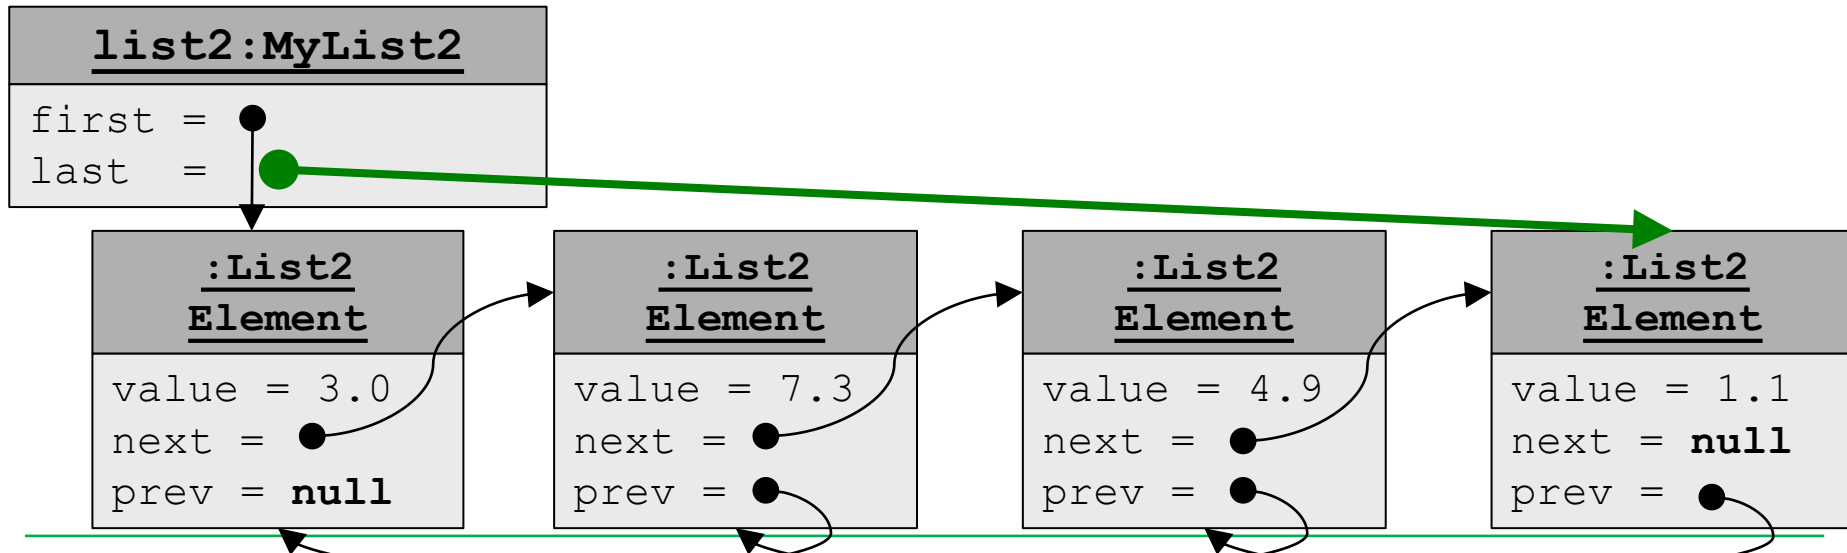 list2:MyList2
first =
last =
:List2
Element
value = 3.0
next =
prev = null
:List2
Element
value = 7.3
next =
prev =
:List2
Element
value = 4.9
next =
prev =
:List2
Element
value = 1.1
next = null
prev =